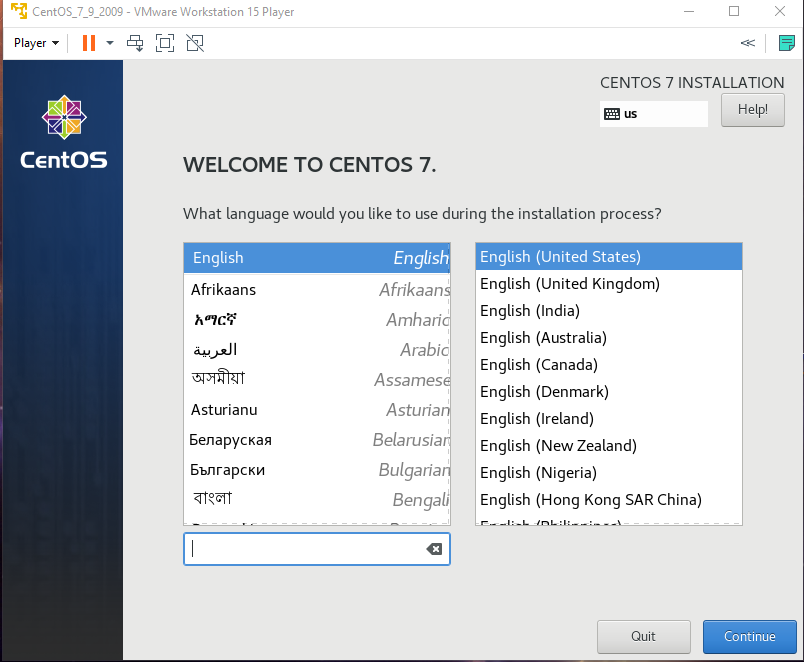 CentOS_7_9_2009 - VMware Workstation 15 Player
Player
CentOS
CENTOS 7 INSTALLATION
us
Help!
WELCOME TO CENTOS 7.
What language would you like to use during the installation process?
English English
Afrikaans Afrikaans
አማርኛ Amharic
العربية Arabic
অসমীয়া Assamese
Asturianu Asturian
Беларуская Belarusian
Български Bulgarian
বাংলা Bengali
English (United States)
English (United Kingdom)
English (India)
English (Australia)
English (Canada)
English (Denmark)
English (Ireland)
English (New Zealand)
English (Nigeria)
English (Hong Kong SAR China)
English (Philippines)
Quit
Continue